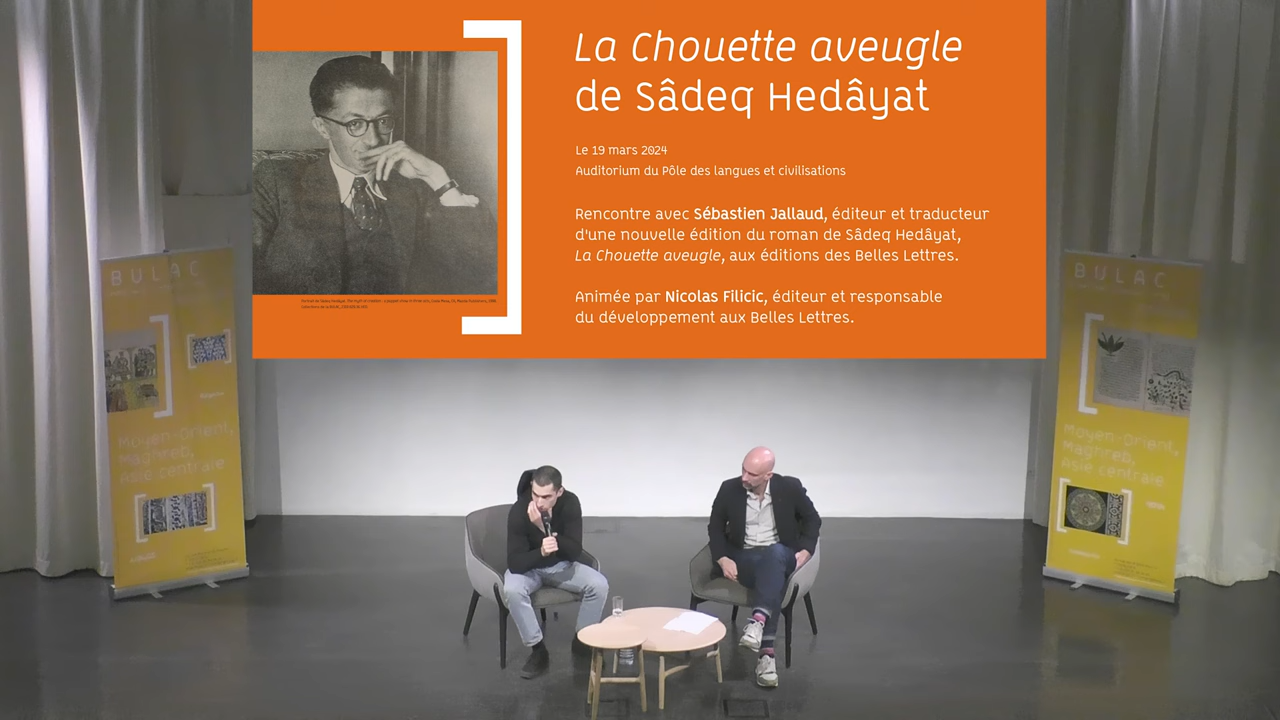 La Chouette aveugle
de Sâdeq Hedâyat
Le 19 mars 2024
Auditorium du Pôle des langues et civilisations
Rencontre avec Sébastien Jallaud, éditeur et traducteur
d'une nouvelle édition du roman de Sâdeq Hedâyat,
La Chouette aveugle, aux éditions des Belles Lettres.
Animée par Nicolas Filicic, éditeur et responsable
du développement aux Belles Lettres.
BULAC
Moyen-Orient,
Maghreb,
Asie centrale
BULAC
Moyen-Orient,
Maghreb,
Asie centrale